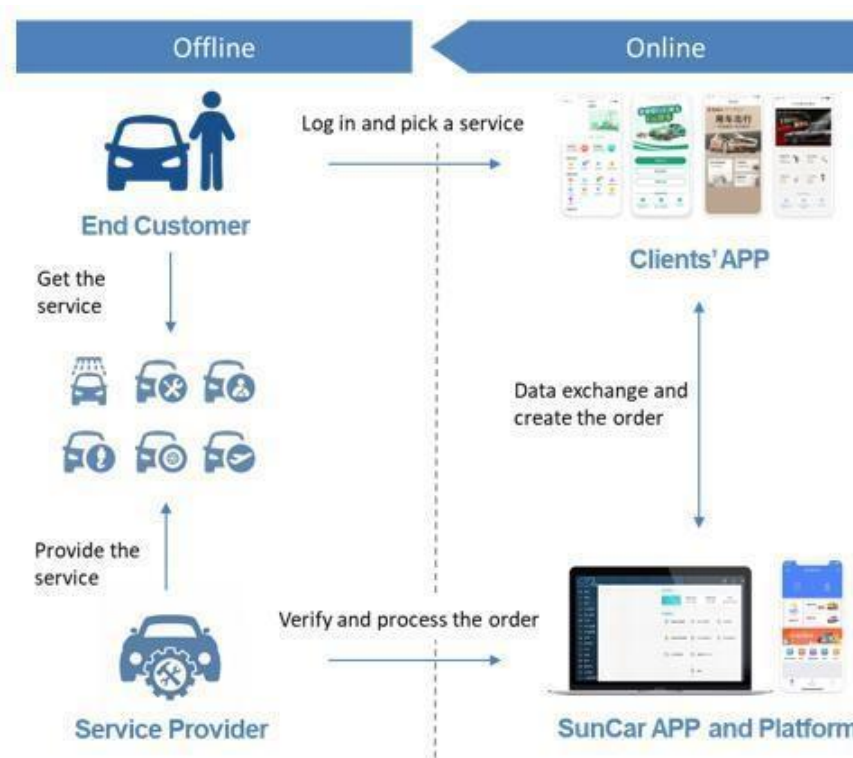 Offline
Online
Log in and pick a service
End Customer
Clients' APP
Get the
service
Data exchange and
create the order
Provide the
service
Verify and process the order
Service Provider
SunCar APP and Platform